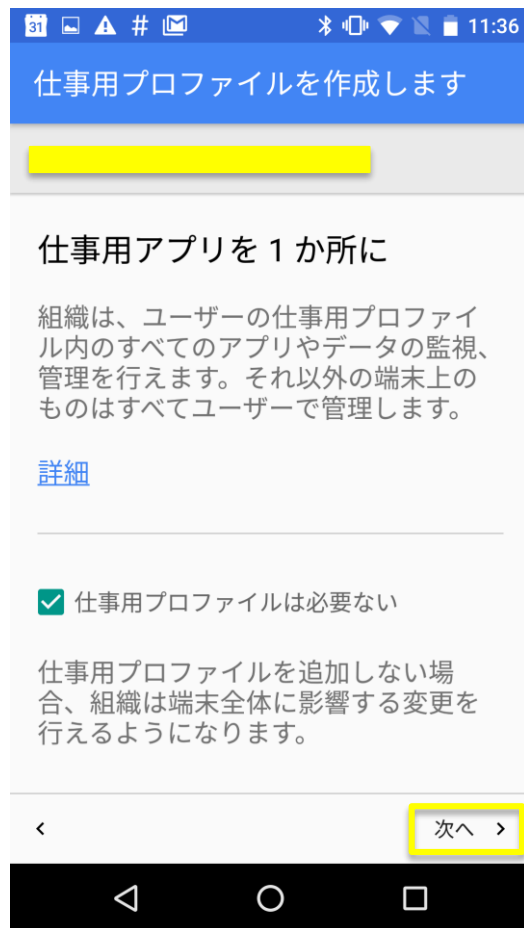 31 # 11:36
仕事用プロファイルを作成します
仕事用アプリを 1 か所に
組織は、ユーザーの仕事用プロファイ
ル内のすべてのアプリやデータの監視、
管理を行えます。それ以外の端末上の
ものはすべてユーザーで管理します。
詳細
仕事用プロファイルは必要ない
仕事用プロファイルを追加しない場
合、組織は端末全体に影響する変更を
行えるようになります。
次へ